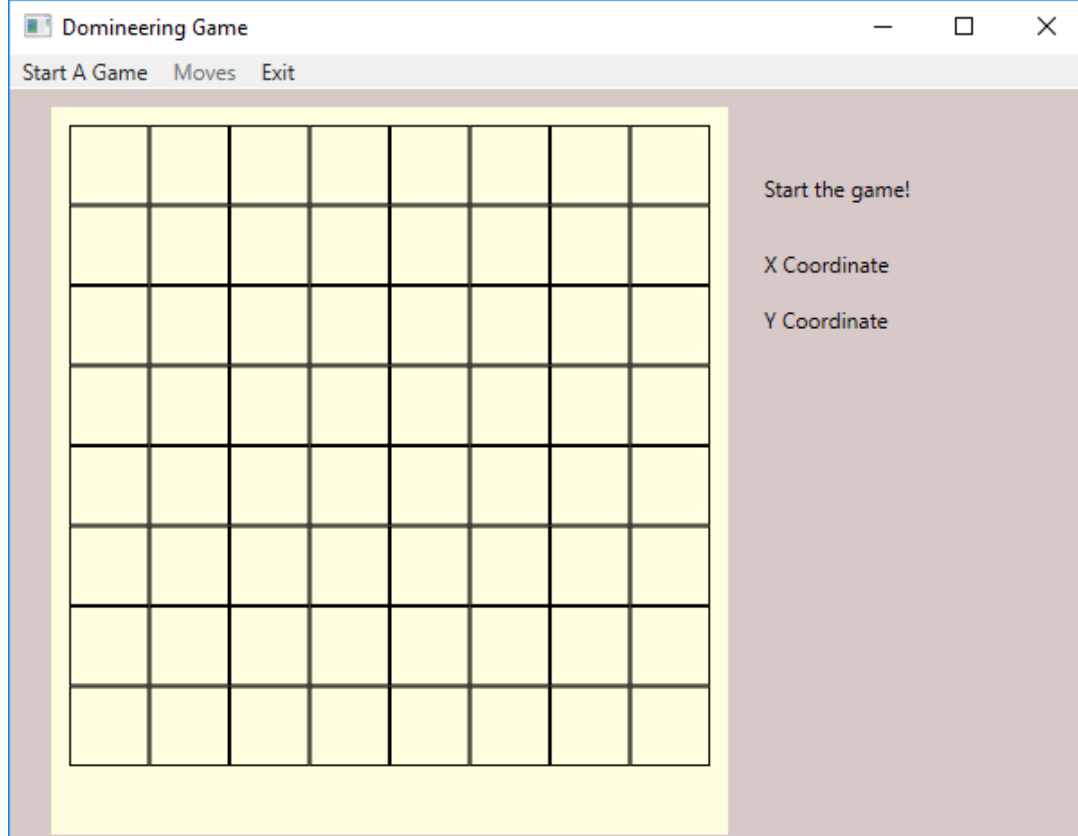 Domineering Game
Start A Game Moves Exit
Start the game!
X Coordinate
Y Coordinate